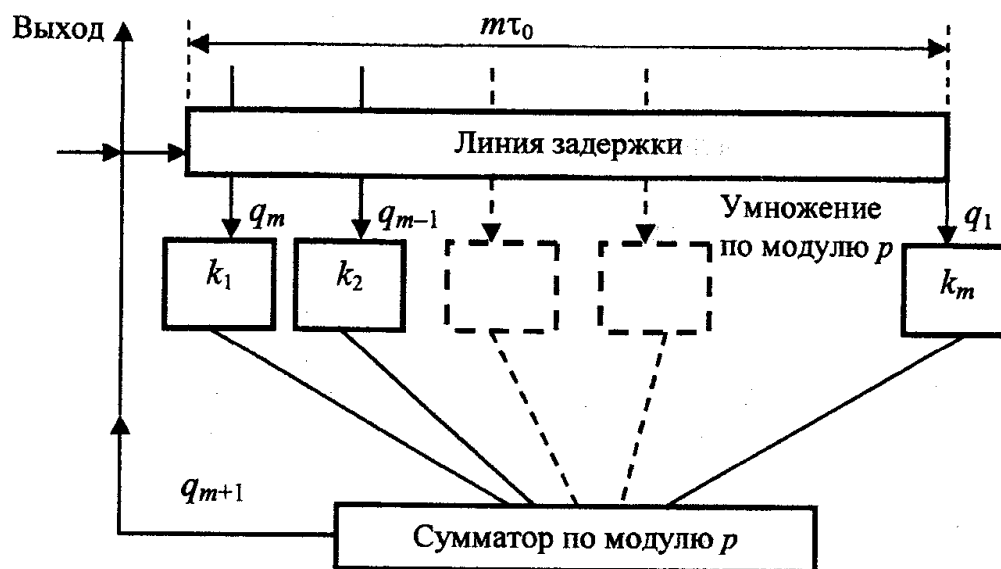 Выход
mτ₀
Линия задержки
qₘ
qₘ₋₁
Умножение
по модулю p
q₁
k₁
k₂
kₘ
qₘ₊₁
Сумматор по модулю p